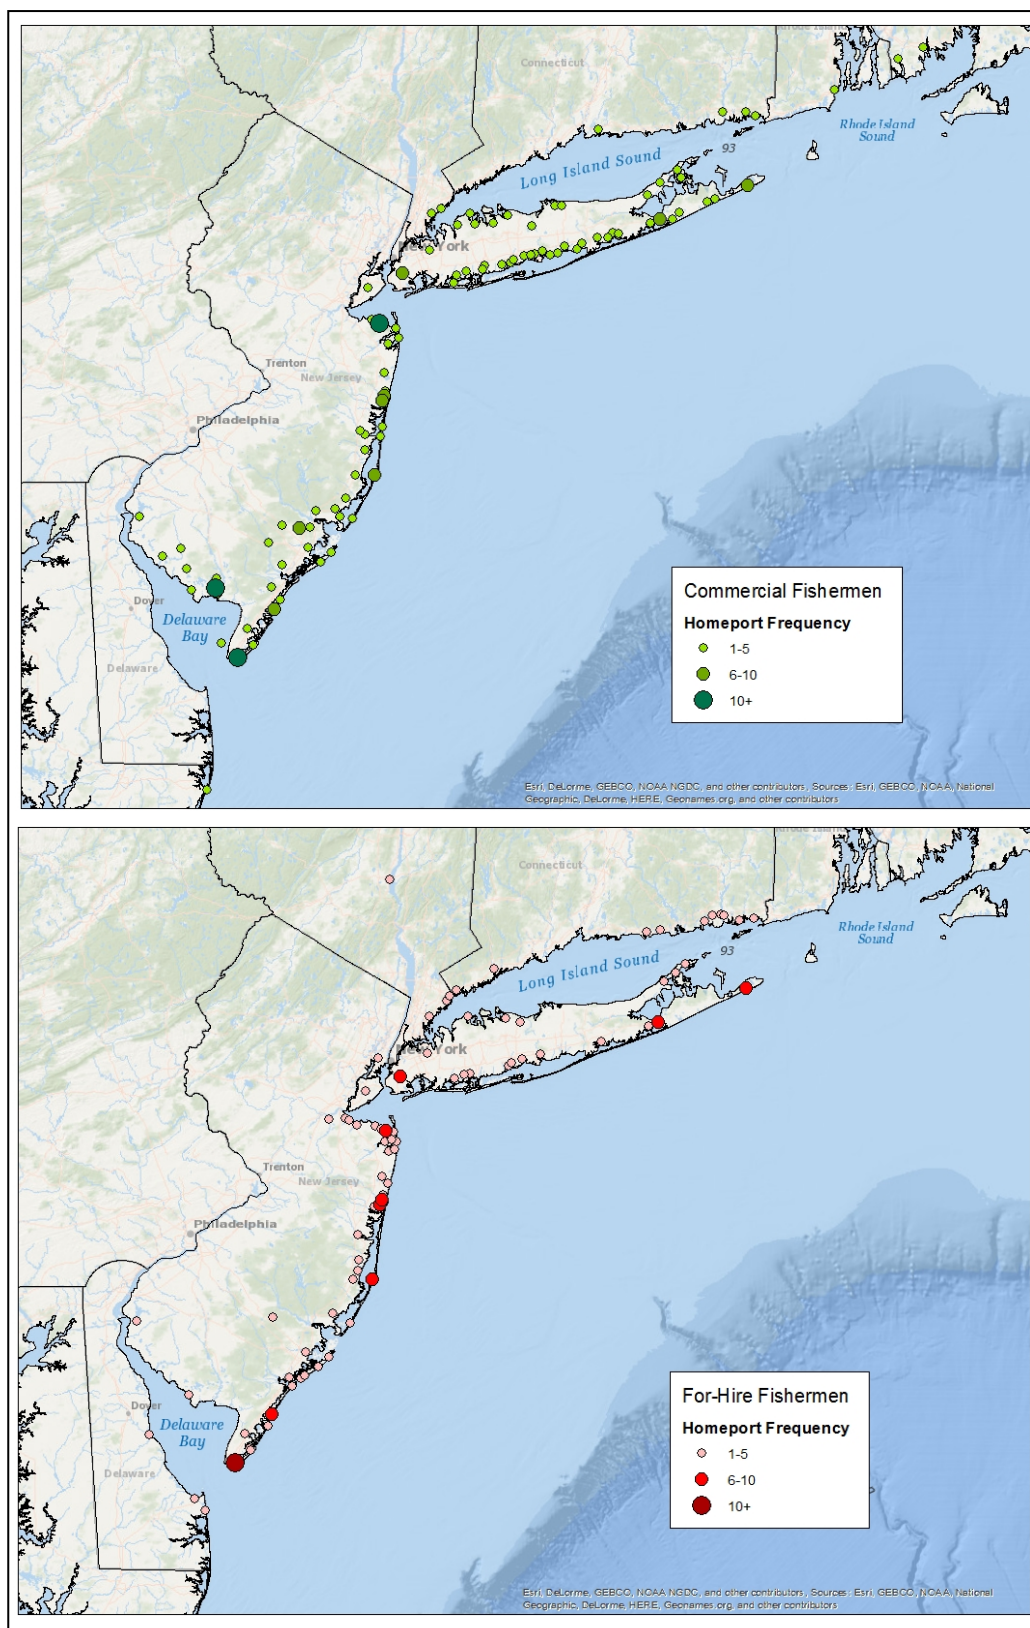 Rhode Island
Connecticut
Rhode Island
Sound
93
Long Island Sound
New York
Trenton
New Jersey
Philadelphia
Dover
Delaware
Bay
Delaware
Commercial Fishermen
Homeport Frequency
1-5
6-10
10+
Esri, DeLorme, GEBCO, NOAA NGDC, and other contributors, Sources: Esri, GEBCO, NOAA, National
Geographic, DeLorme, HERE, Geonames.org, and other contributors
Connecticut
Rhode Island
Sound
93
Long Island Sound
New York
Trenton
New Jersey
Philadelphia
Dover
Delaware
Bay
Delaware
For-Hire Fishermen
Homeport Frequency
1-5
6-10
10+
Esri, DeLorme, GEBCO, NOAA NGDC, and other contributors, Sources: Esri, GEBCO, NOAA, National
Geographic, DeLorme, HERE, Geonames.org, and other contributors